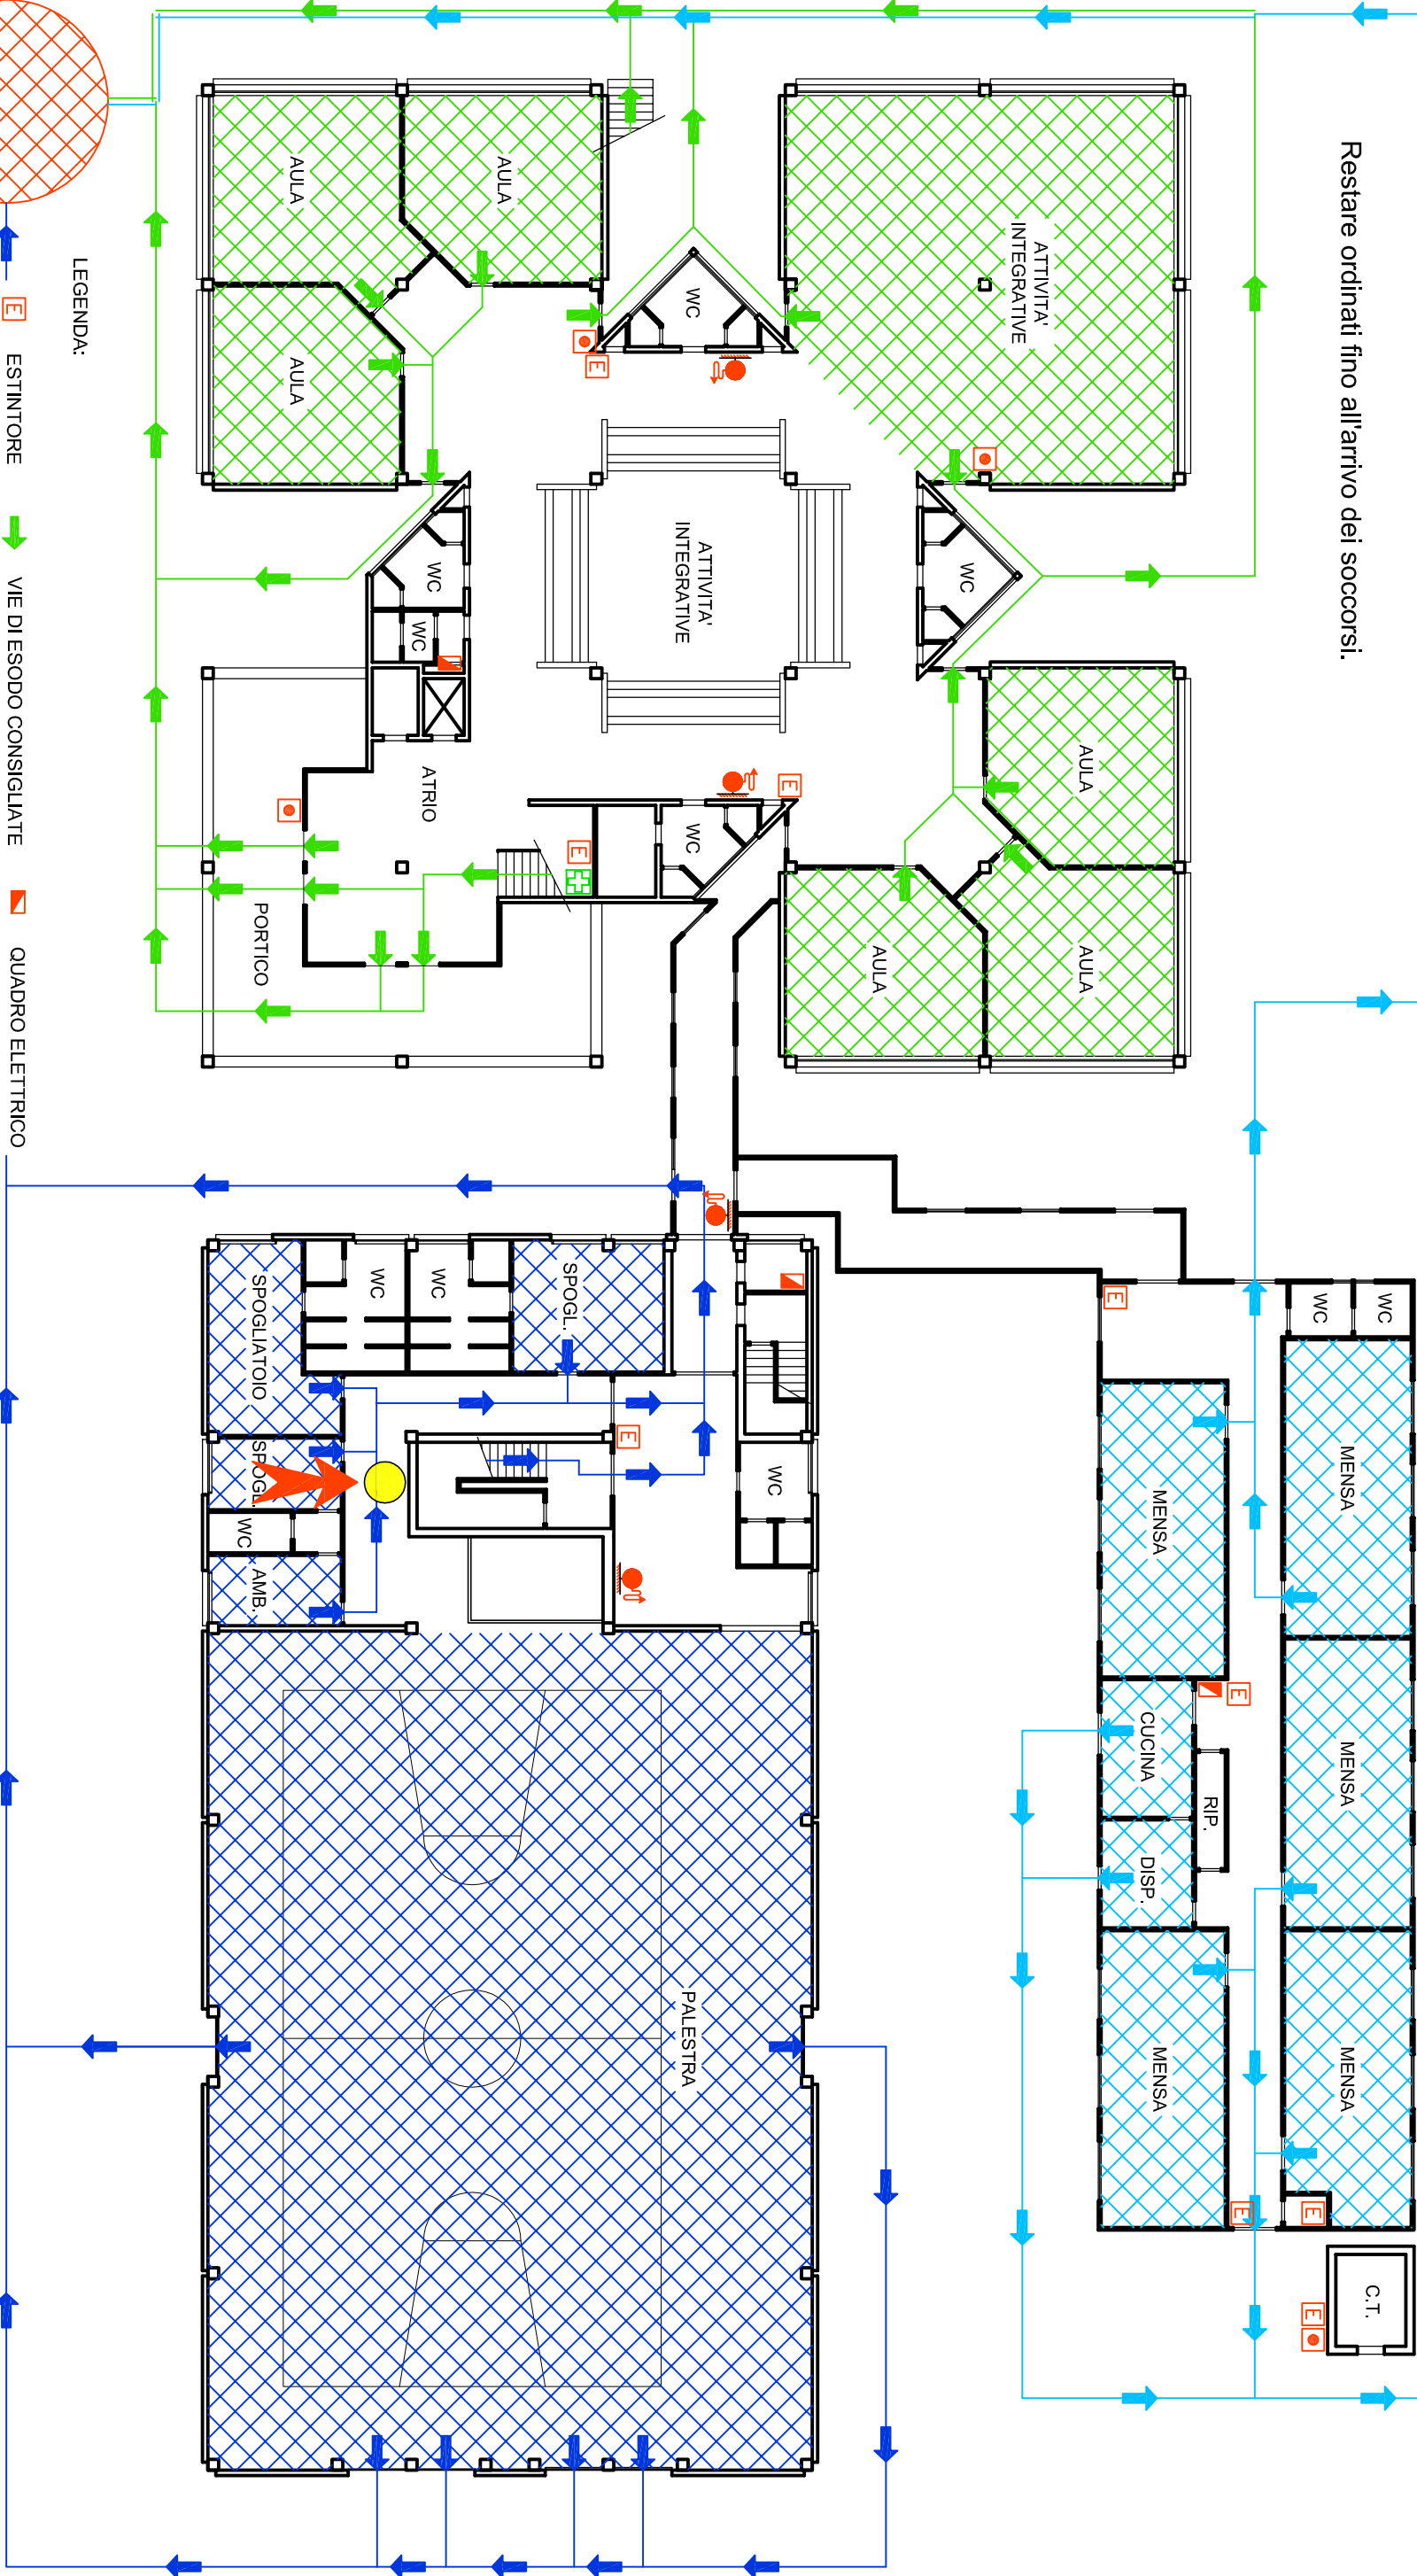 Restare ordinati fino all'arrivo dei soccorsi.
WC
C.T.
MENSA
MENSA
MENSA
WC
E
E
E
E
RIP.
MENSA
CUCINA
DISP.
MENSA
E
AULA
AULA
ATTIVITA'
INTEGRATIVE
WC
AULA
E
WC
ATTIVITA'
INTEGRATIVE
WC
WC
PALESTRA
E
E
E
SPOGL.
AULA
WC
WC
ATRIO
WC
WC
AULA
AULA
PORTICO
SPOGLIATOIO
SPOGL.
AMB.
WC
LEGENDA:
E ESTINTORE
VIE DI ESODO CONSIGLIATE
QUADRO ELETTRICO